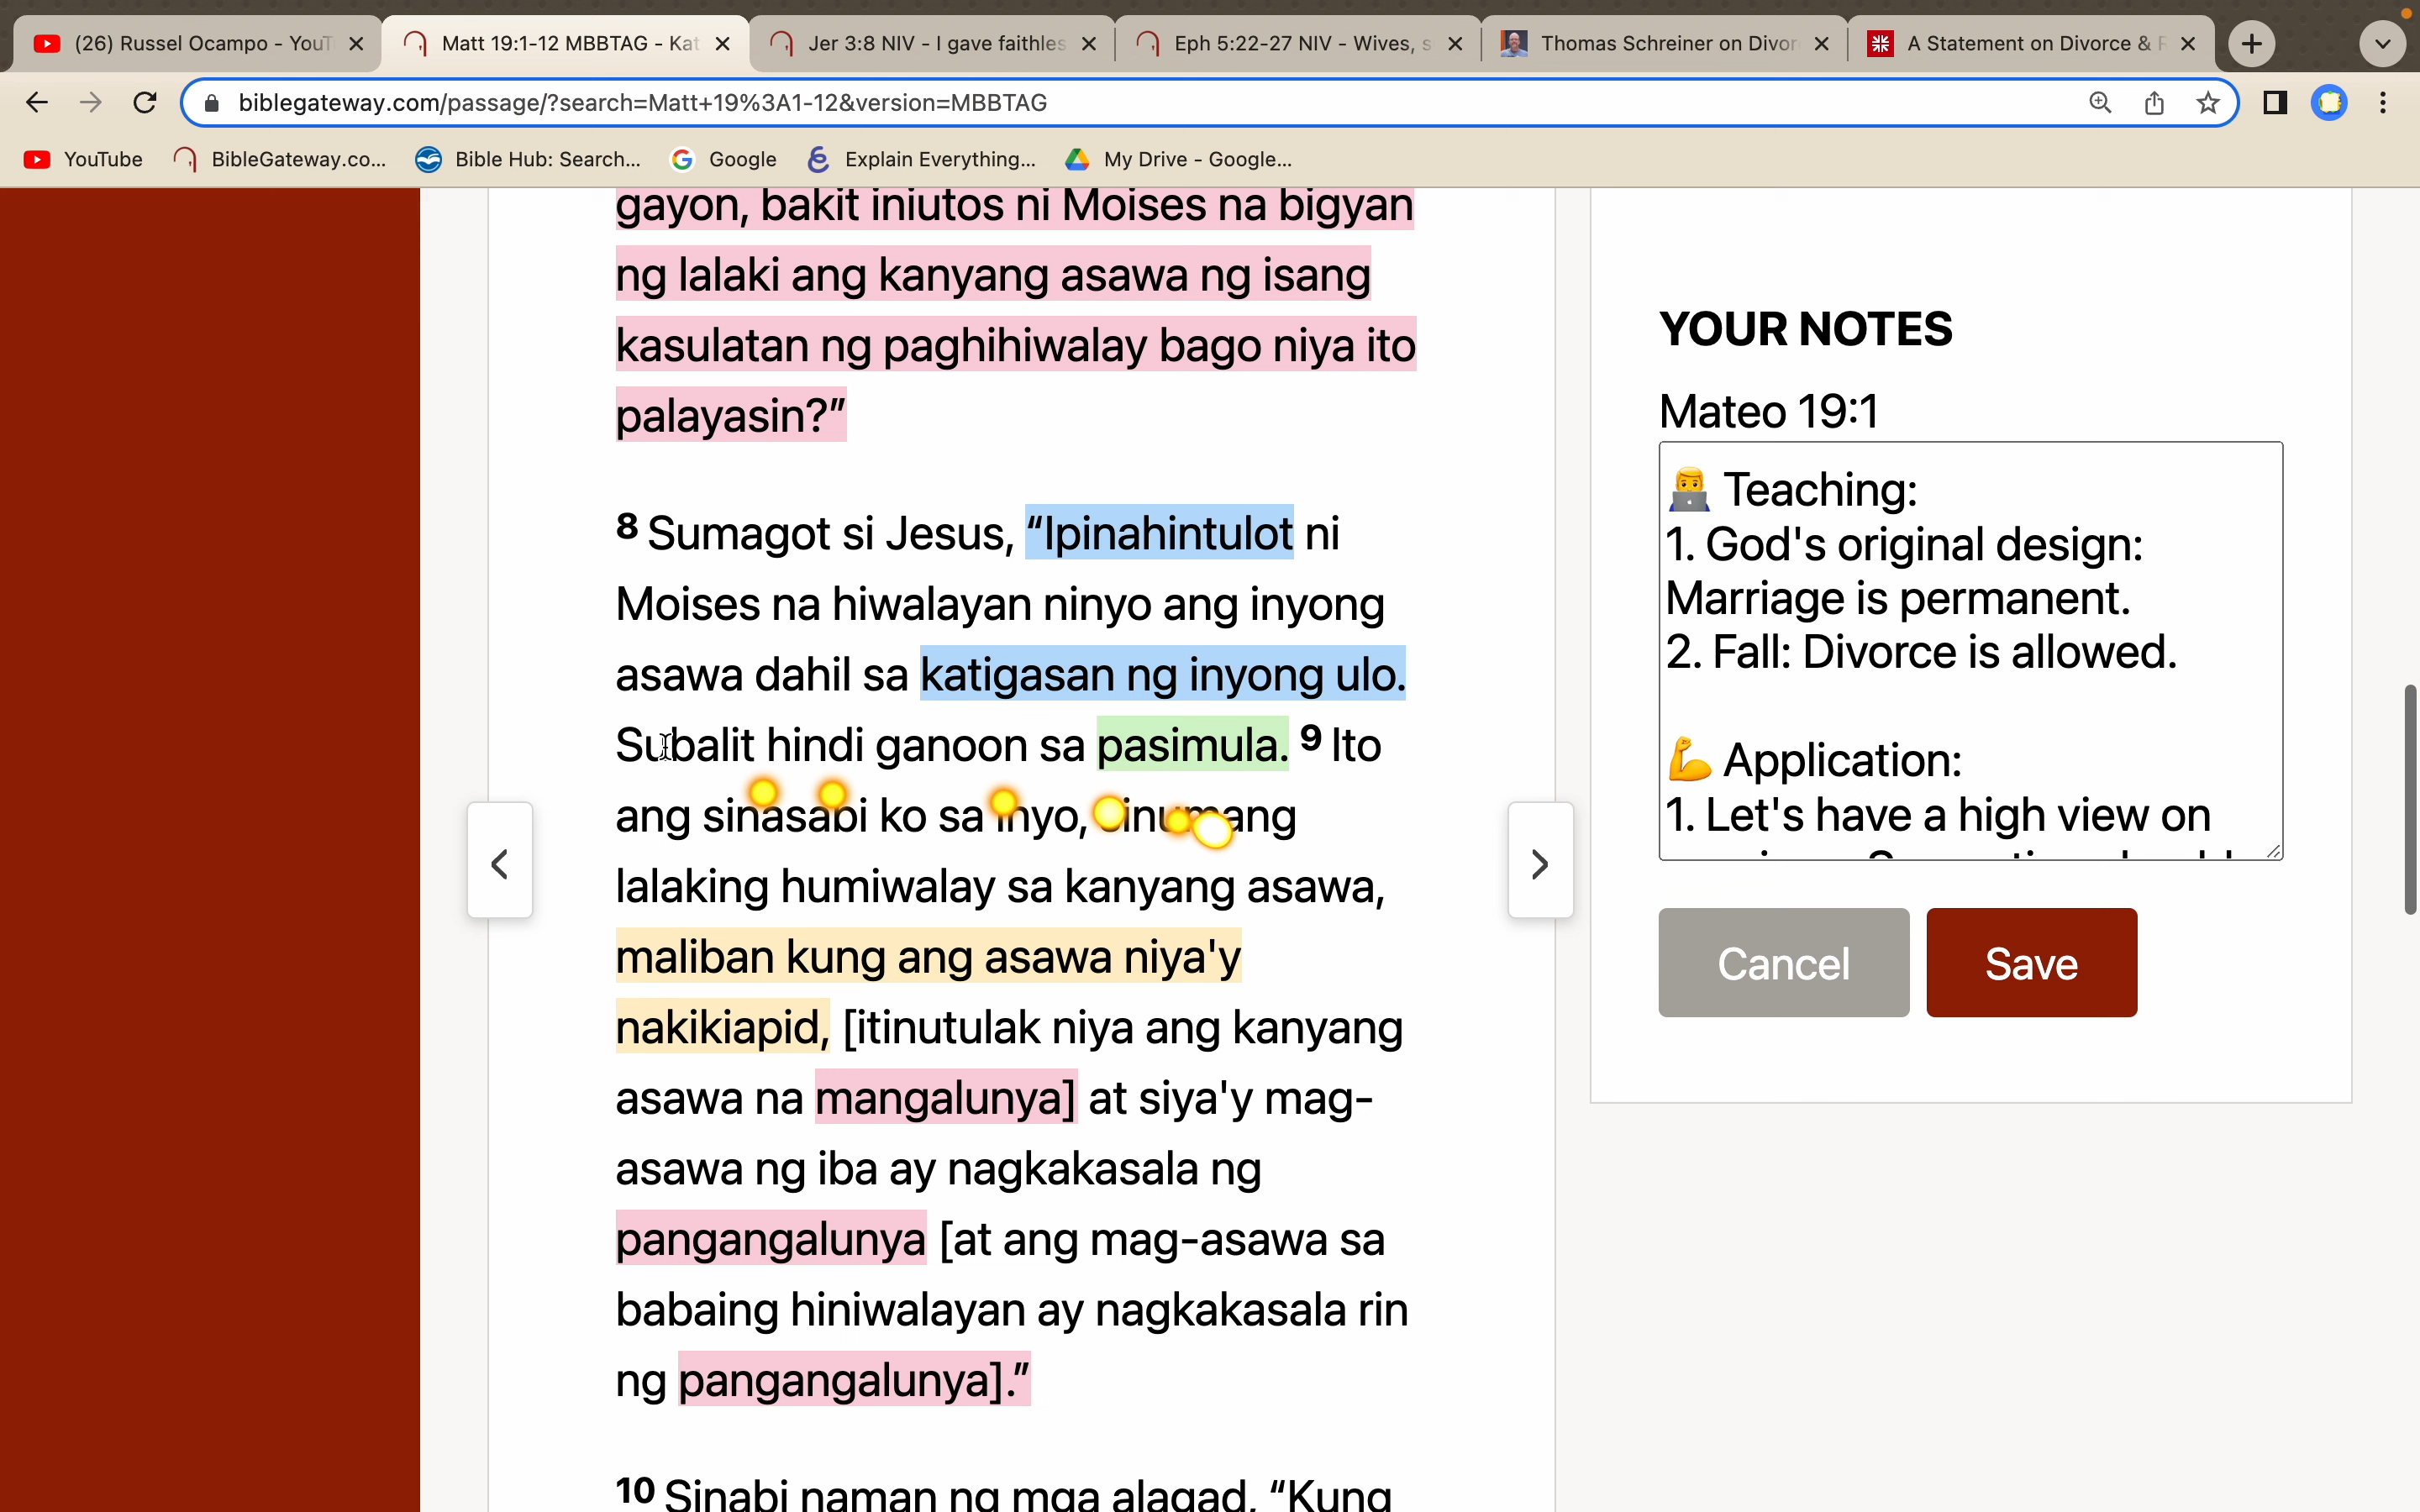 (26) Russel Ocampo - YouT
Matt 19:1-12 MBBTAG - Kat
Jer 3:8 NIV - I gave faithles
Eph 5:22-27 NIV - Wives, s
Thomas Schreiner on Divor
A Statement on Divorce & R
biblegateway.com/passage/?search=Matt+19%3A1-12&version=MBBTAG
YouTube
BibleGateway.co...
Bible Hub: Search...
Google
Explain Everything...
My Drive - Google...
gayon, bakit iniutos ni Moises na bigyan
ng lalaki ang kanyang asawa ng isang
kasulatan ng paghihiwalay bago niya ito
palayasin?”
8 Sumagot si Jesus, “Ipinahintulot ni
Moises na hiwalayan ninyo ang inyong
asawa dahil sa katigasan ng inyong ulo.
Subalit hindi ganoon sa pasimula. 9 Ito
ang sinasabi ko sa inyo, sinumang
lalaking humiwalay sa kanyang asawa,
maliban kung ang asawa niya'y
nakikiapid, [itinutulak niya ang kanyang
asawa na mangalunya] at siya'y mag-
asawa ng iba ay nagkakasala ng
pangangalunya [at ang mag-asawa sa
babaing hiniwalayan ay nagkakasala rin
ng pangangalunya].”
10 Sinabi naman ng mga alagad, “Kung
YOUR NOTES
Mateo 19:1
Teaching:
1. God's original design:
Marriage is permanent.
2. Fall: Divorce is allowed.
Application:
1. Let's have a high view on
Cancel
Save